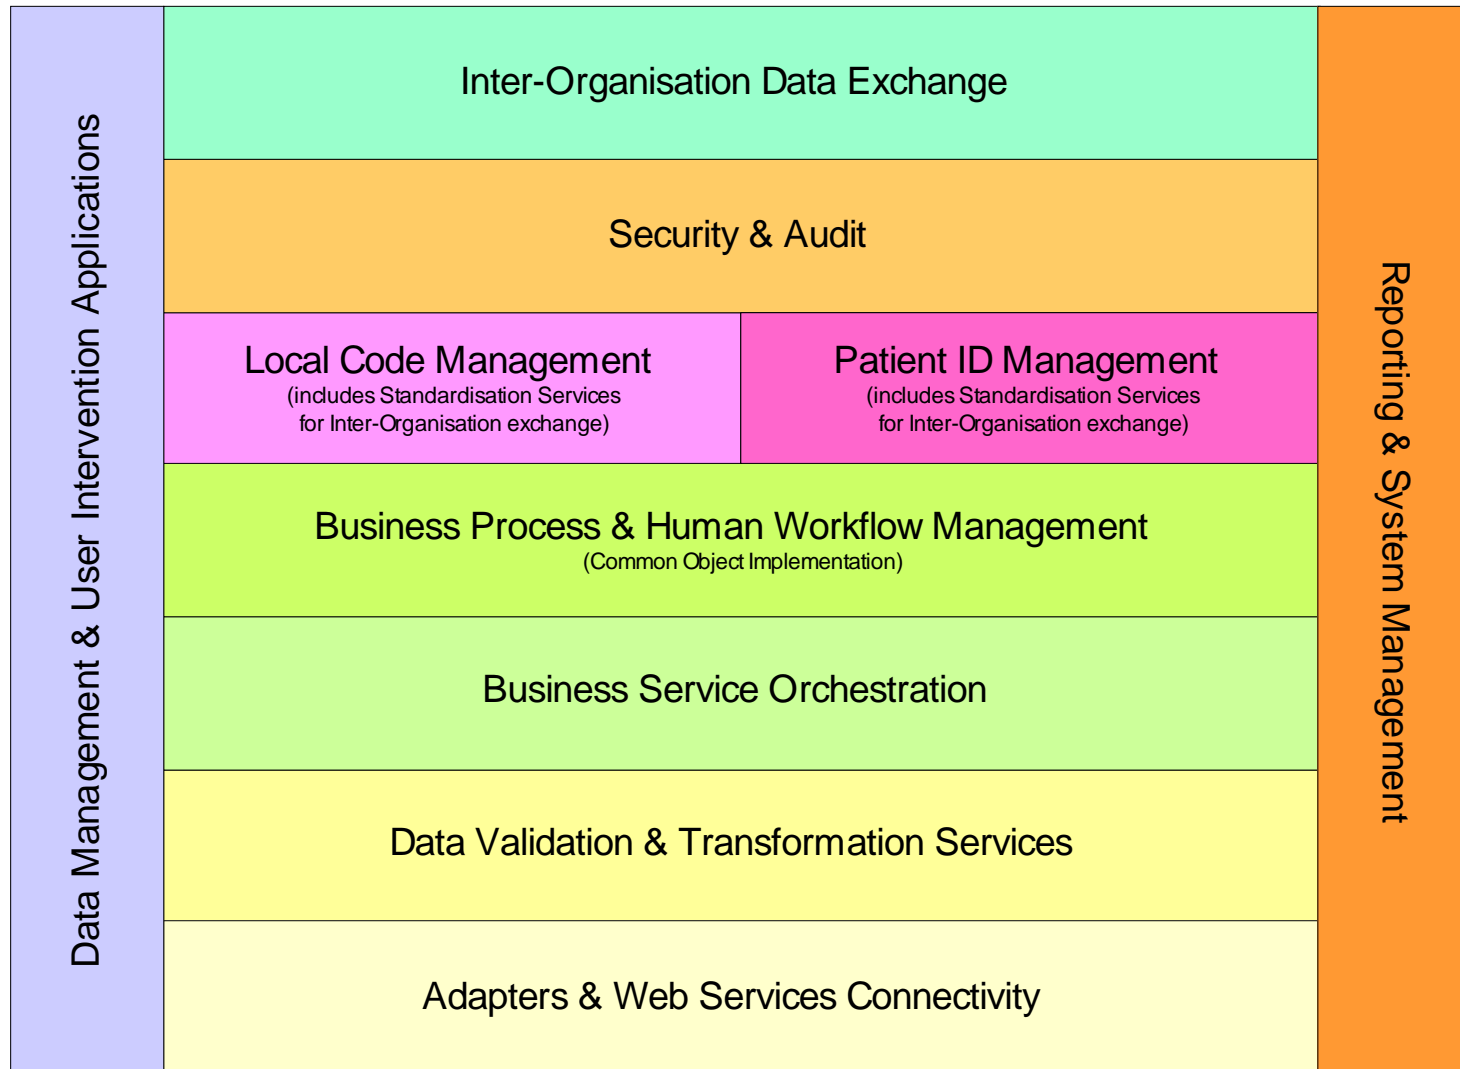 Data Management & User Intervention Applications
Inter-Organisation Data Exchange
Security & Audit
Local Code Management
(includes Standardisation Services
for Inter-Organisation exchange)
Patient ID Management
(includes Standardisation Services
for Inter-Organisation exchange)
Business Process & Human Workflow Management
(Common Object Implementation)
Business Service Orchestration
Data Validation & Transformation Services
Adapters & Web Services Connectivity
Reporting & System Management